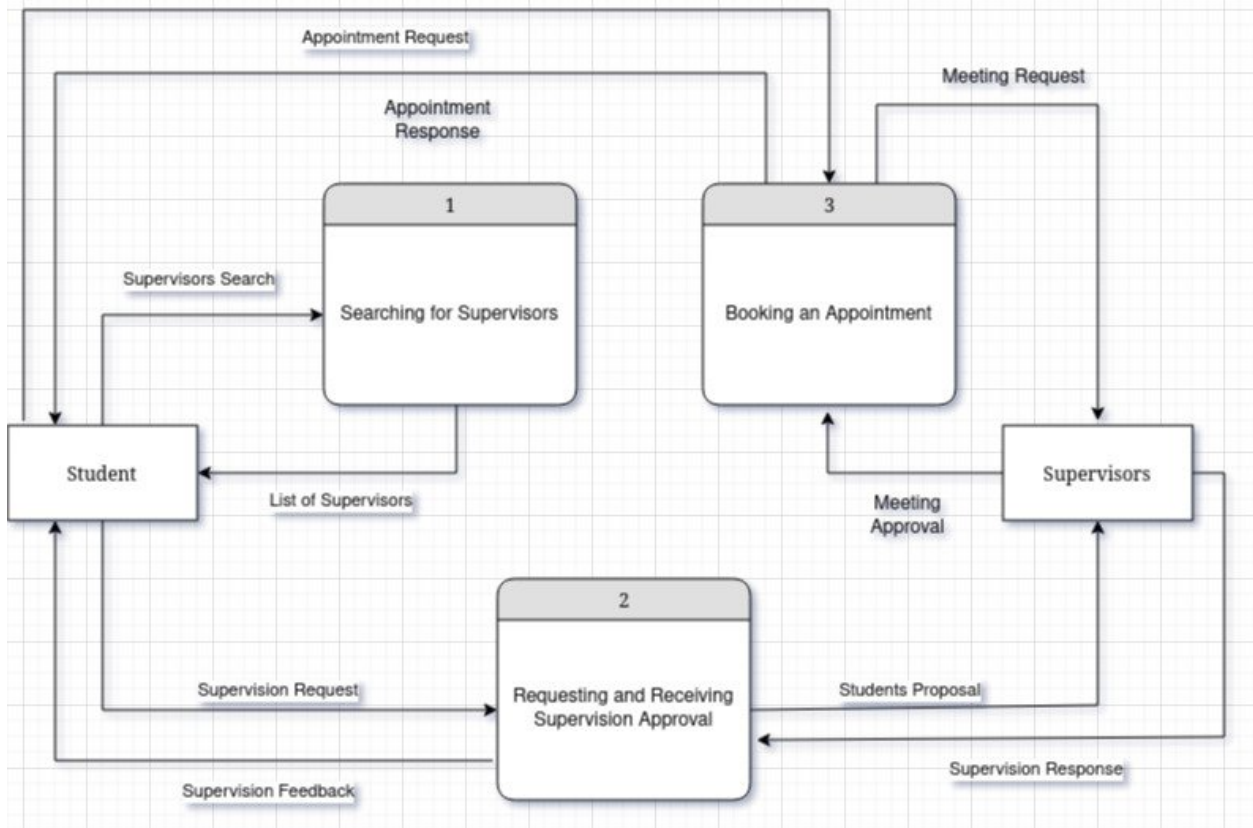 Appointment Request
Meeting Request
Appointment
Response
1
3
Supervisors Search
Searching for Supervisors
Booking an Appointment
Student
Supervisors
List of Supervisors
Meeting
Approval
2
Supervision Request
Requesting and Receiving
Supervision Approval
Students Proposal
Supervision Feedback
Supervision Response